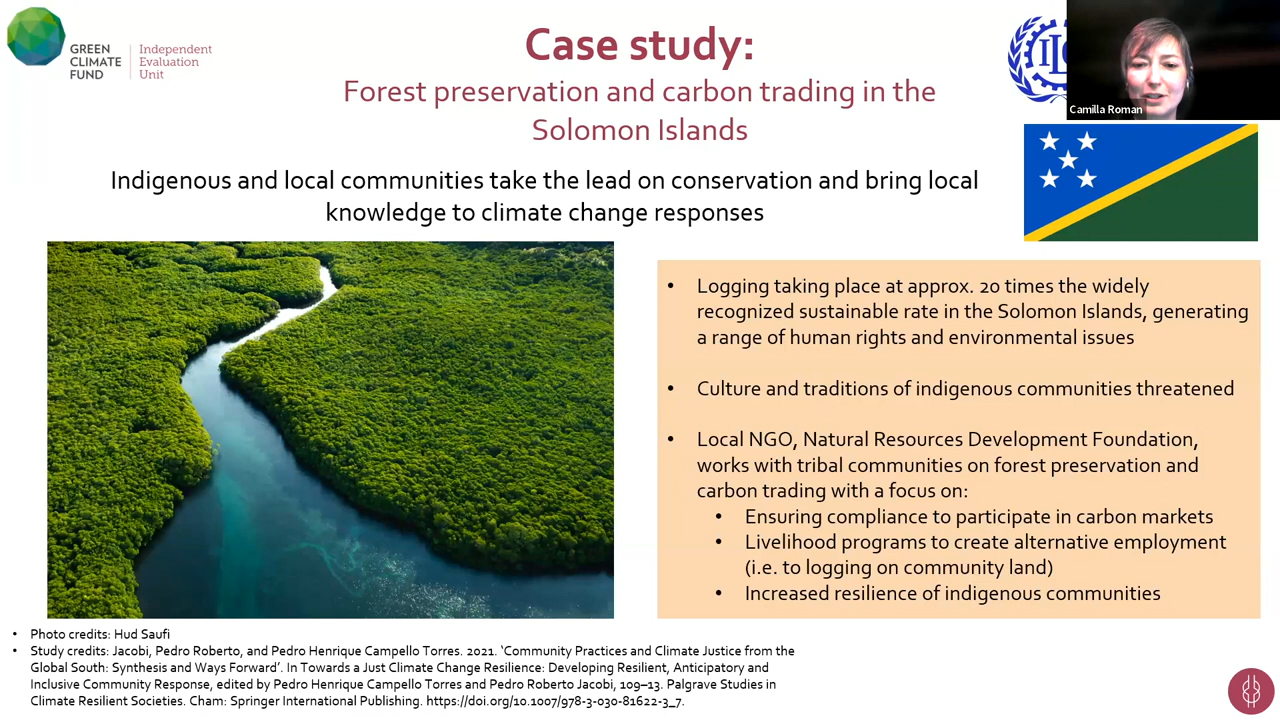 GREEN
CLIMATE
FUND
Independent
Evaluation
Unit
Case study:
Forest preservation and carbon trading in the
Solomon Islands
Camilla Roman
Indigenous and local communities take the lead on conservation and bring local
knowledge to climate change responses
• Logging taking place at approx. 20 times the widely
recognized sustainable rate in the Solomon Islands, generating
a range of human rights and environmental issues
• Culture and traditions of indigenous communities threatened
• Local NGO, Natural Resources Development Foundation,
works with tribal communities on forest preservation and
carbon trading with a focus on:
• Ensuring compliance to participate in carbon markets
• Livelihood programs to create alternative employment
(i.e. to logging on community land)
• Increased resilience of indigenous communities
• Photo credits: Hud Saufi
• Study credits: Jacobi, Pedro Roberto, and Pedro Henrique Campello Torres. 2021. ‘Community Practices and Climate Justice from the
Global South: Synthesis and Ways Forward’. In Towards a Just Climate Change Resilience: Developing Resilient, Anticipatory and
Inclusive Community Response, edited by Pedro Henrique Campello Torres and Pedro Roberto Jacobi, 109–13. Palgrave Studies in
Climate Resilient Societies. Cham: Springer International Publishing. https://doi.org/10.1007/978-3-030-81622-3_7.